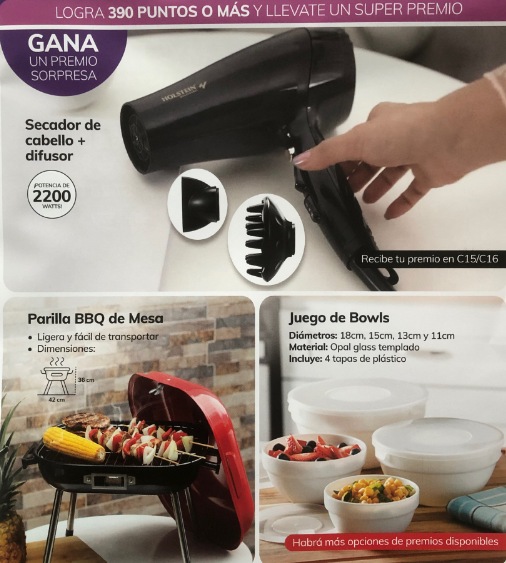 LOGRA 390 PUNTOS O MÁS Y LLEVATE UN SUPER PREMIO
GANA
UN PREMIO
SORPRESA
Secador de
cabello +
difusor
¡POTENCIA DE
2200
WATTS!
HOLSTEIN
Recibe tu premio en C15/C16
Parilla BBQ de Mesa
• Ligera y fácil de transportar
• Dimensiones:
38 cm
42 cm
Juego de Bowls
Diámetros: 18cm, 15cm, 13cm y 11cm
Material: Opal glass templado
Incluye: 4 tapas de plástico
Habrá más opciones de premios disponibles